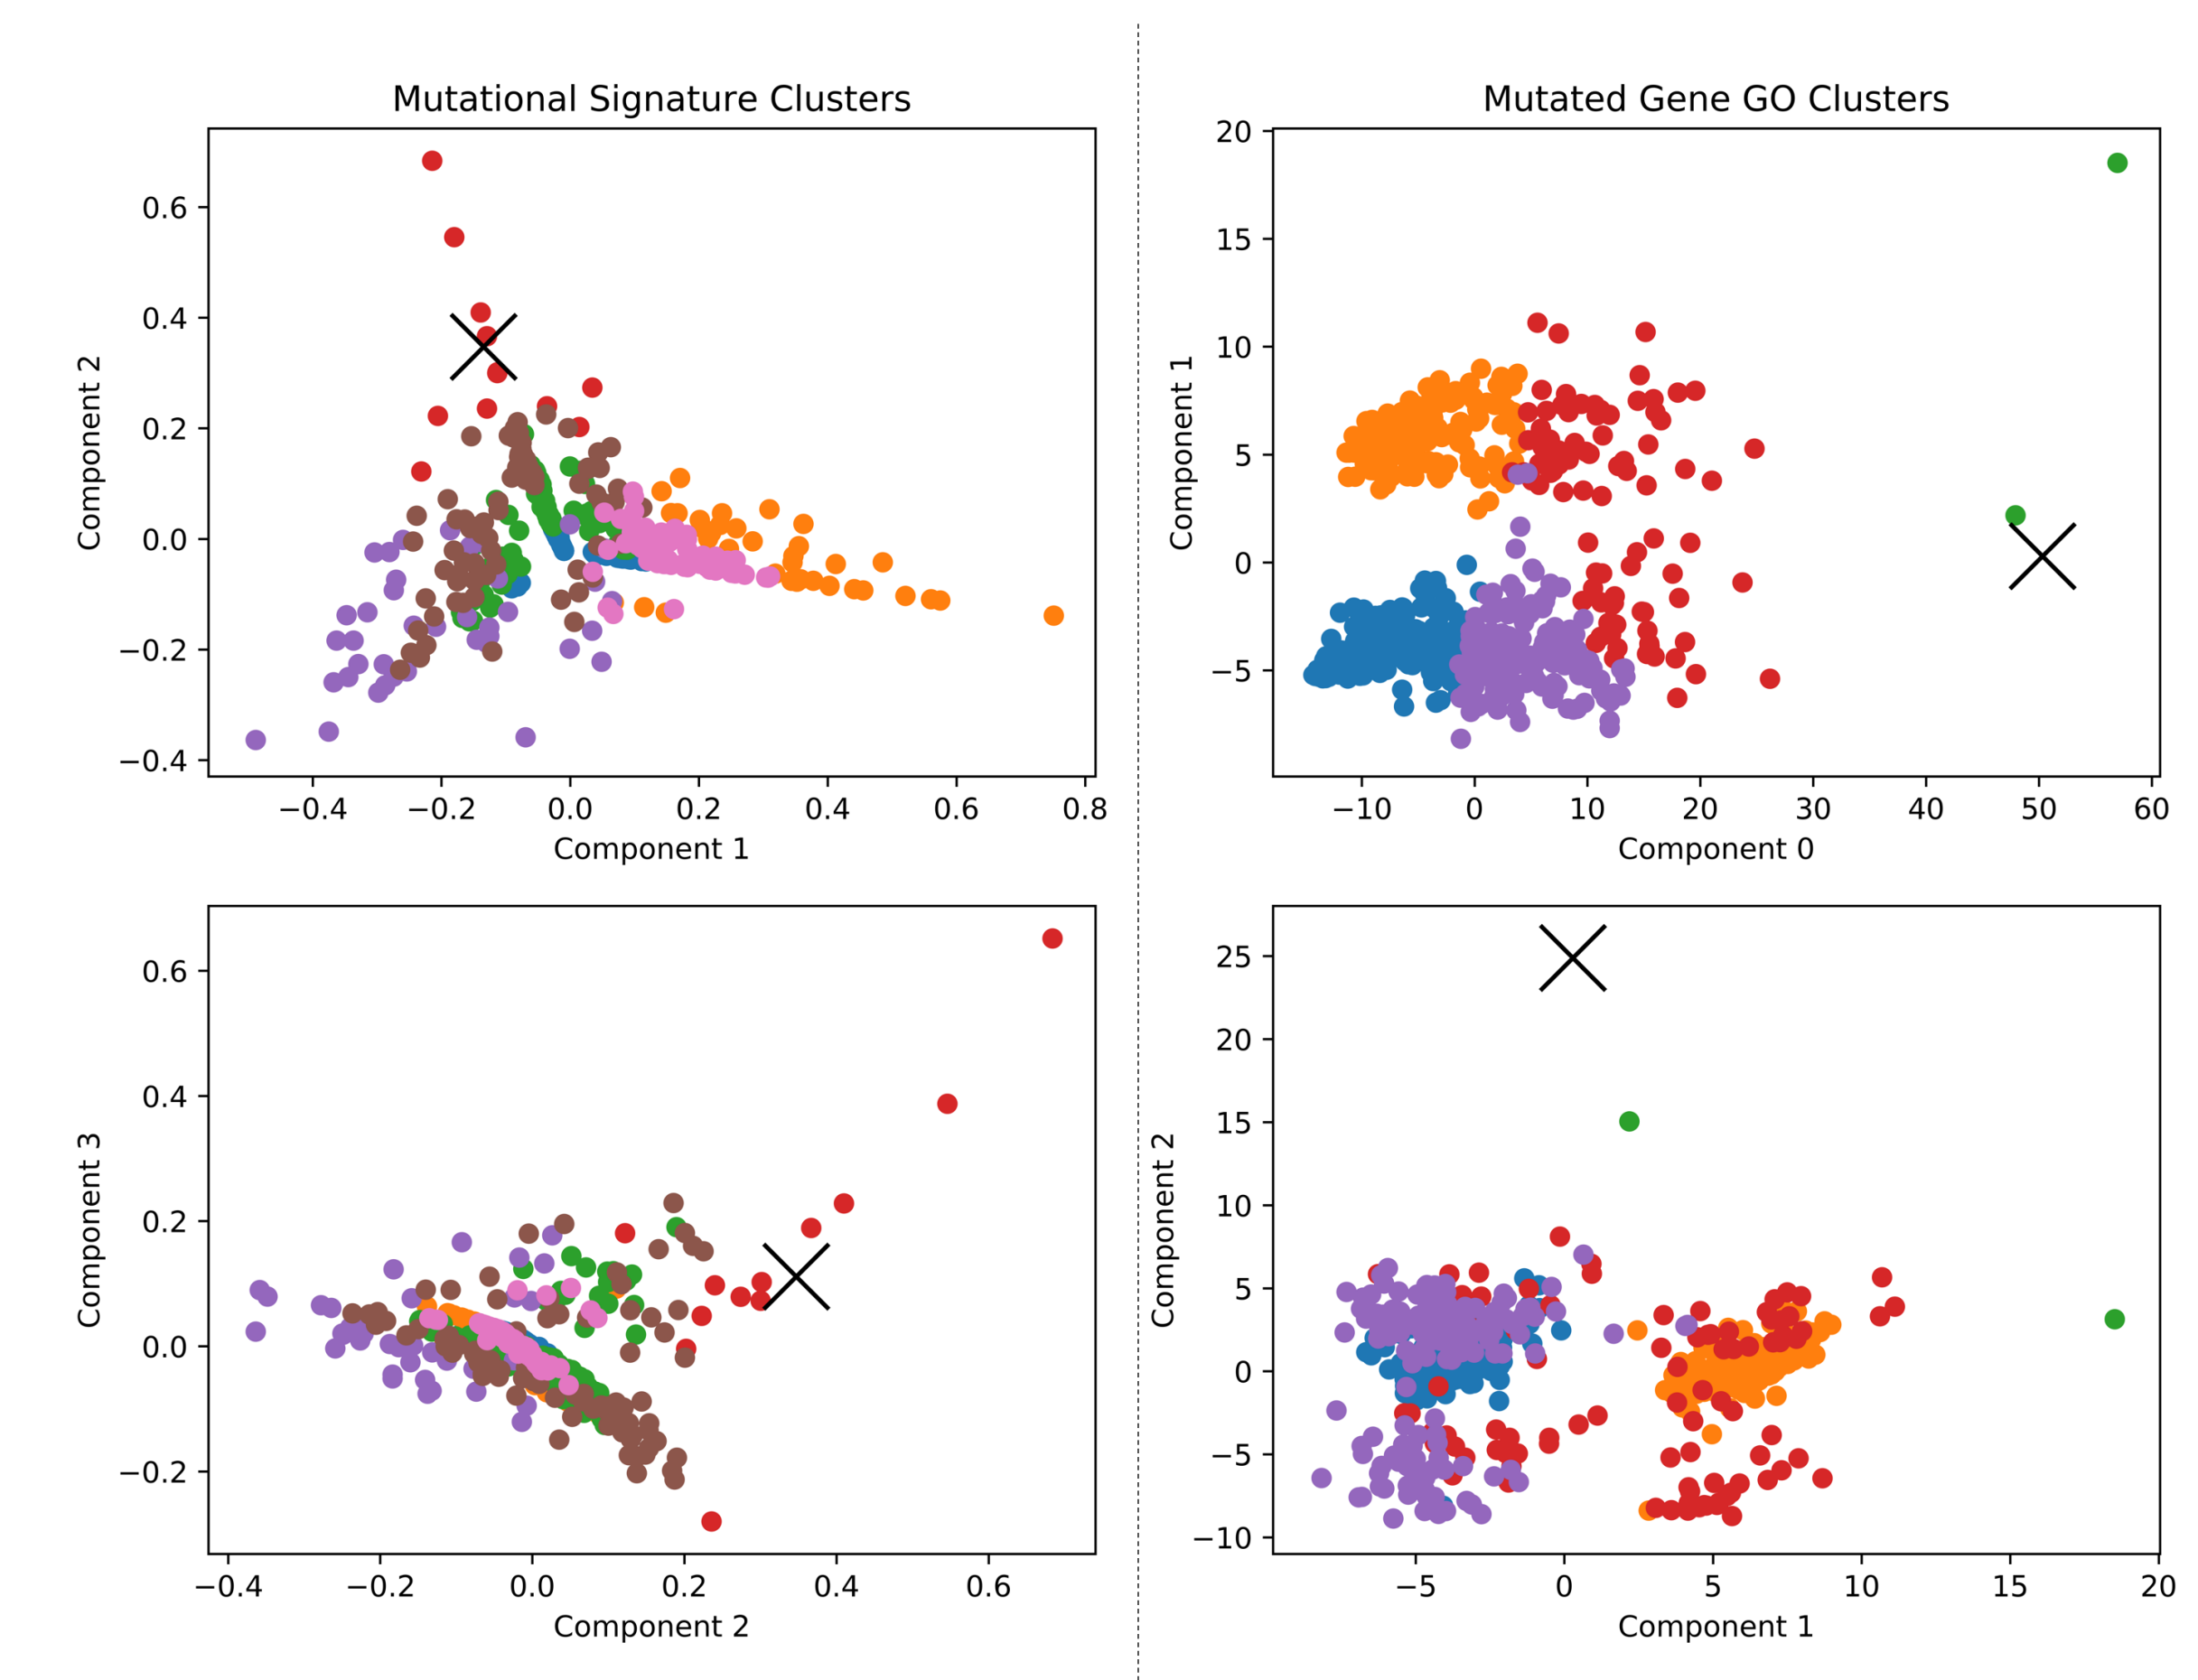 Mutational Signature Clusters
0.6
0.4
0.2
0.0
−0.2
−0.4
Component 2
−0.4 −0.2 0.0 0.2 0.4 0.6 0.8
Component 1
Mutated Gene GO Clusters
20
15
10
5
0
−5
Component 1
−10 0 10 20 30 40 50 60
Component 0
0.6
0.4
0.2
0.0
−0.2
Component 3
−0.4 −0.2 0.0 0.2 0.4 0.6
Component 2
25
20
15
10
5
0
−5
−10
Component 2
−5 0 5 10 15 20
Component 1